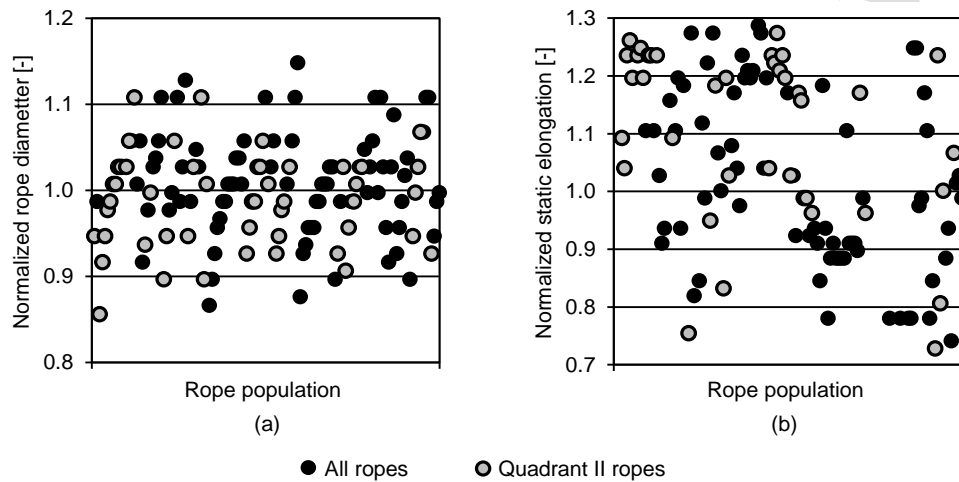 1.2
1.1
1.0
0.9
0.8
Normalized rope diametter [-]
Rope population
(a)
1.3
1.2
1.1
1.0
0.9
0.8
0.7
Normalized static elongation [-]
Rope population
(b)
All ropes
Quadrant II ropes